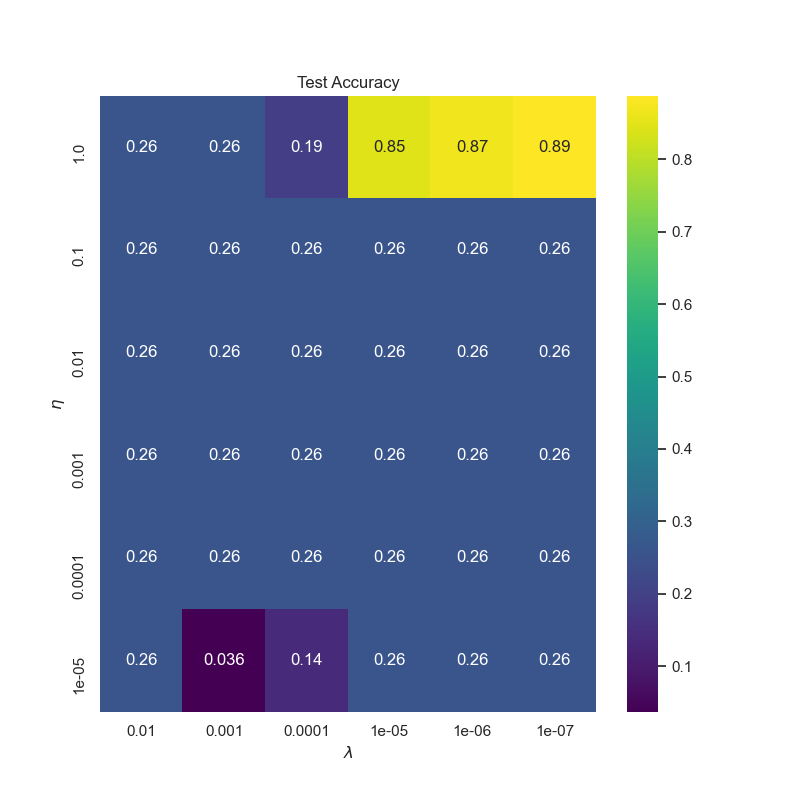 Test Accuracy
1.0 0.26 0.26 0.19 0.85 0.87 0.89
0.1 0.26 0.26 0.26 0.26 0.26 0.26
0.01 0.26 0.26 0.26 0.26 0.26 0.26
0.001 0.26 0.26 0.26 0.26 0.26 0.26
0.0001 0.26 0.26 0.26 0.26 0.26 0.26
1e-05 0.26 0.036 0.14 0.26 0.26 0.26
η
0.01 0.001 0.0001 1e-05 1e-06 1e-07
λ
0.8
0.7
0.6
0.5
0.4
0.3
0.2
0.1